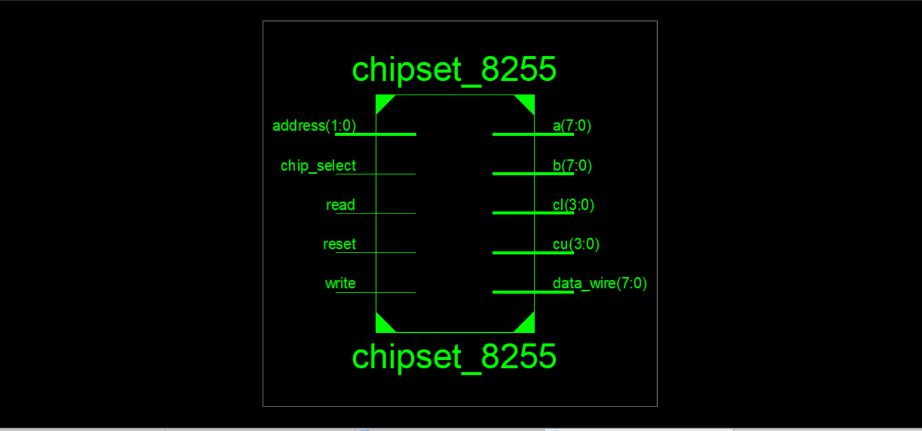 chipset_8255
address(1:0)
a(7:0)
chip_select
b(7:0)
read
cl(3:0)
reset
cu(3:0)
write
data_wire(7:0)
chipset_8255